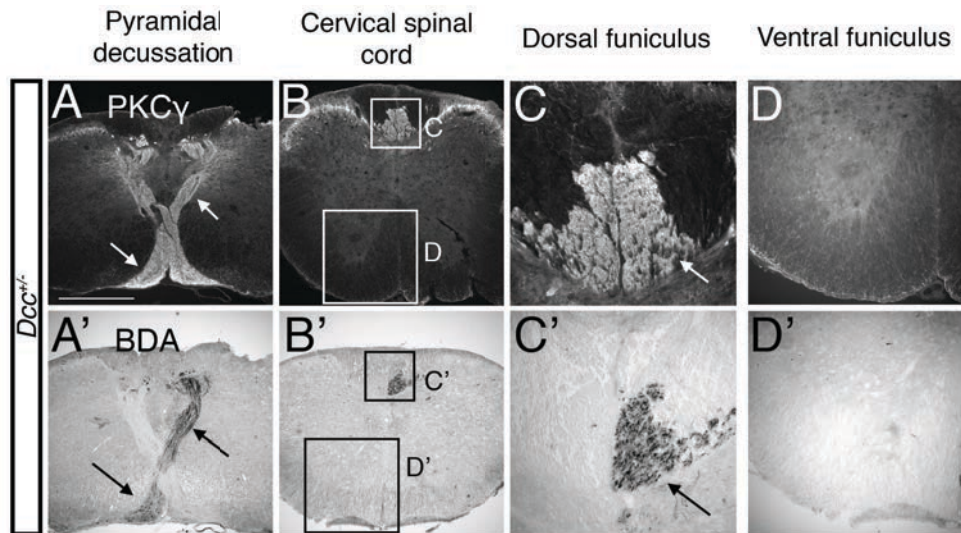 Pyramidal
decussation
Cervical spinal
cord
Dorsal funiculus
Ventral funiculus
Dcc+/-
A
PKCγ
B
C
D
C
D
A'
BDA
B'
C'
D'
C'
D'